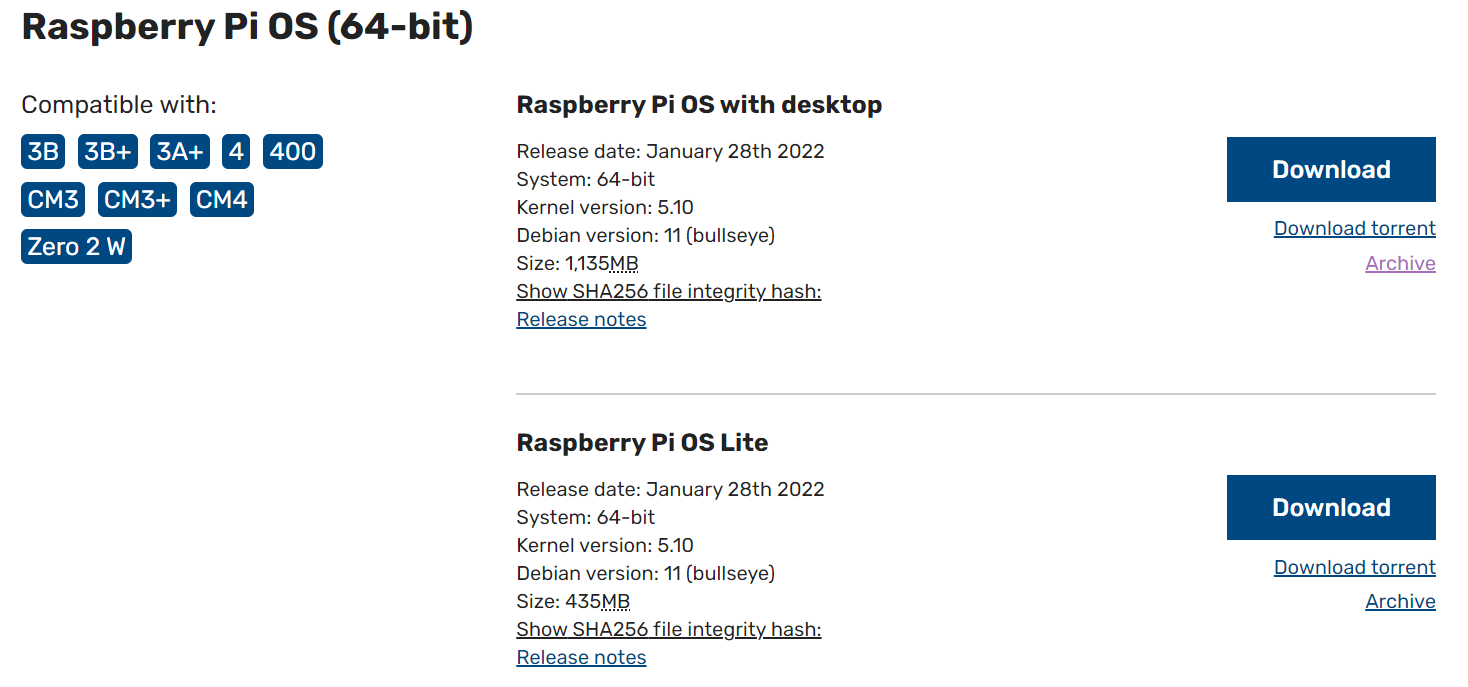 Raspberry Pi OS (64-bit)
Compatible with:
3B 3B+ 3A+ 4 400
CM3 CM3+ CM4
Zero 2 W
Raspberry Pi OS with desktop
Release date: January 28th 2022
System: 64-bit
Kernel version: 5.10
Debian version: 11 (bullseye)
Size: 1,135MB
Show SHA256 file integrity hash:
Release notes
Download
Download torrent
Archive
Raspberry Pi OS Lite
Release date: January 28th 2022
System: 64-bit
Kernel version: 5.10
Debian version: 11 (bullseye)
Size: 435MB
Show SHA256 file integrity hash:
Release notes
Download
Download torrent
Archive